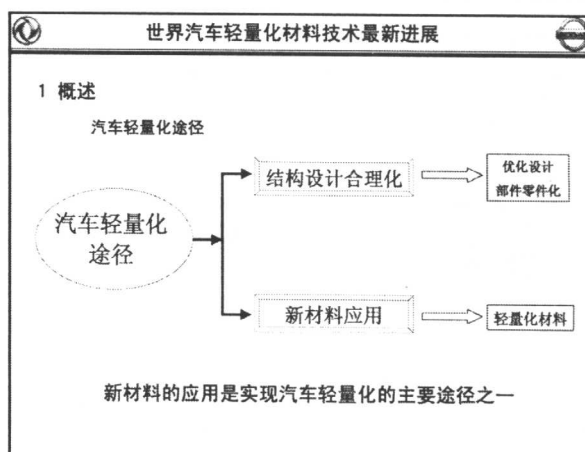 世界汽车轻量化材料技术最新进展
1 概述
汽车轻量化途径
汽车轻量化
途径
结构设计合理化
优化设计
部件零件化
新材料应用
轻量化材料
新材料的应用是实现汽车轻量化的主要途径之一